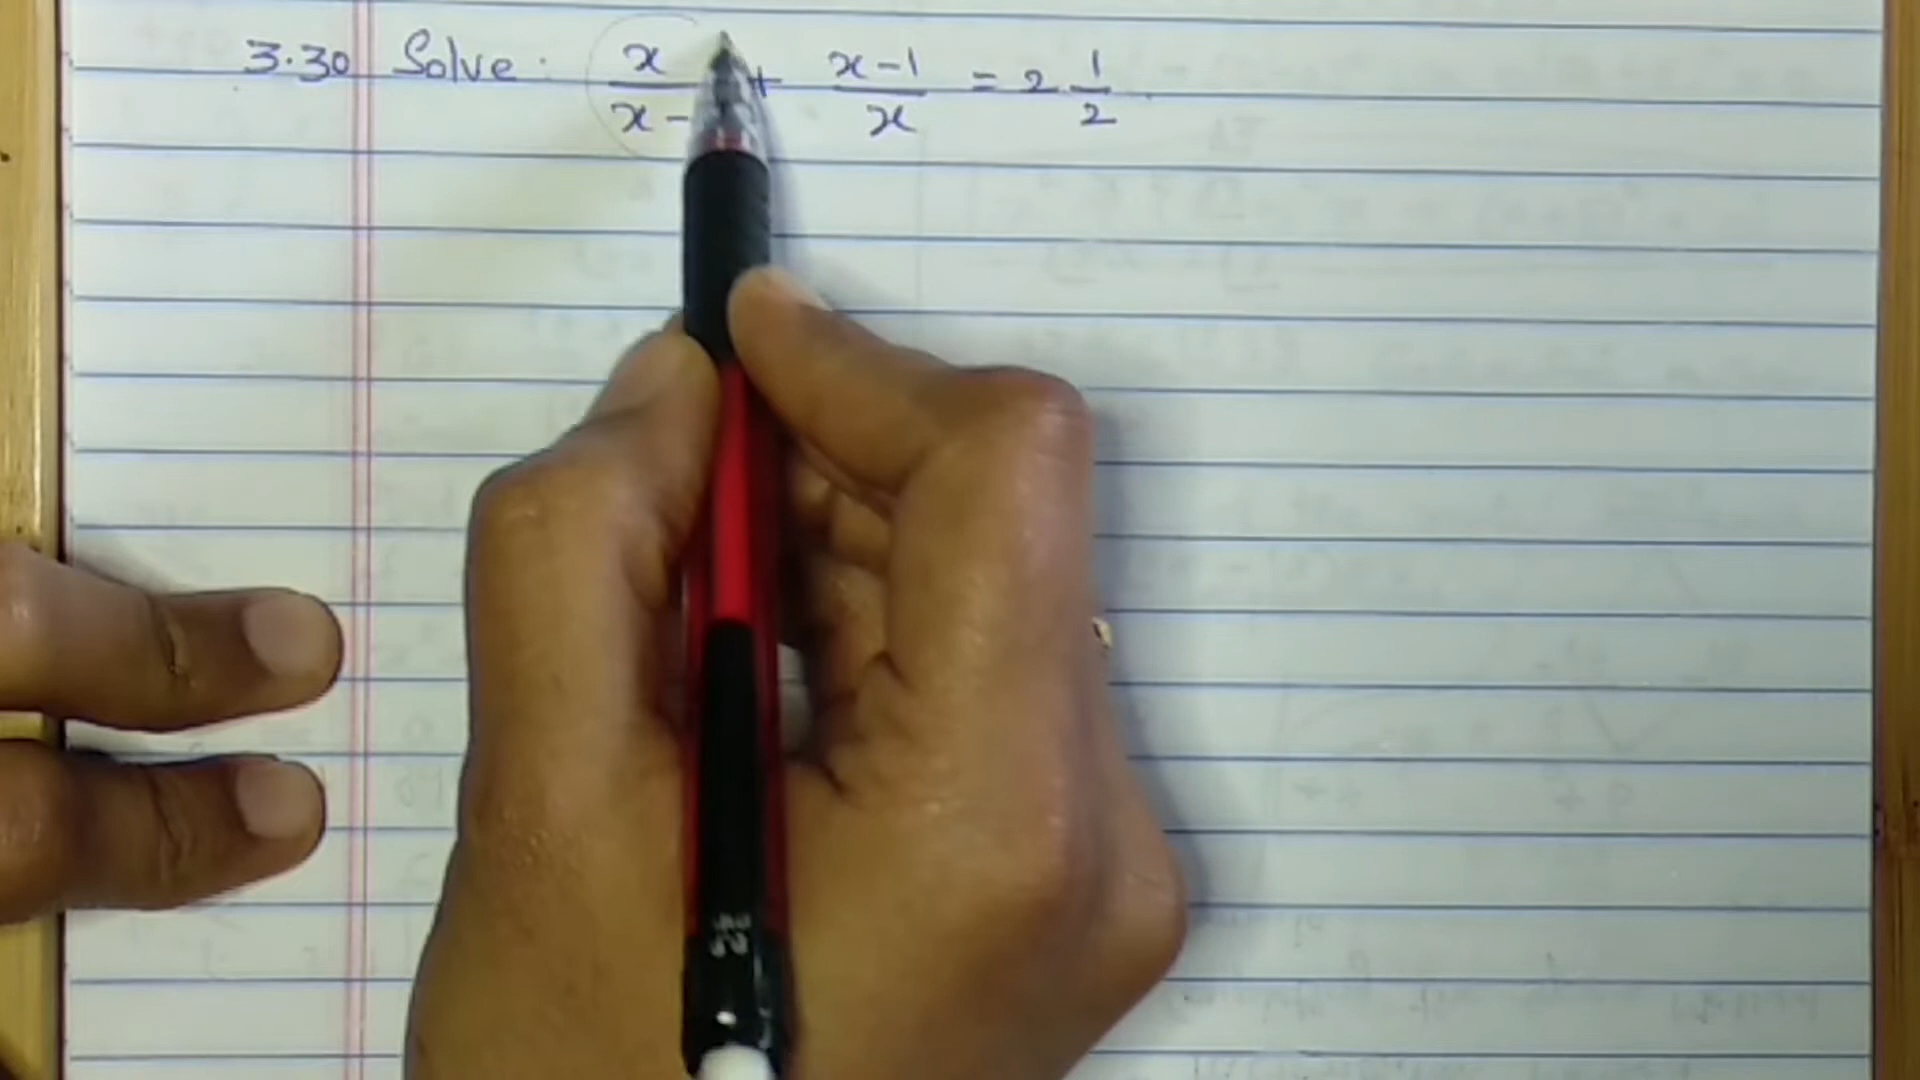 3.30 Solve: x/x- + x-1/x = 2 1/2